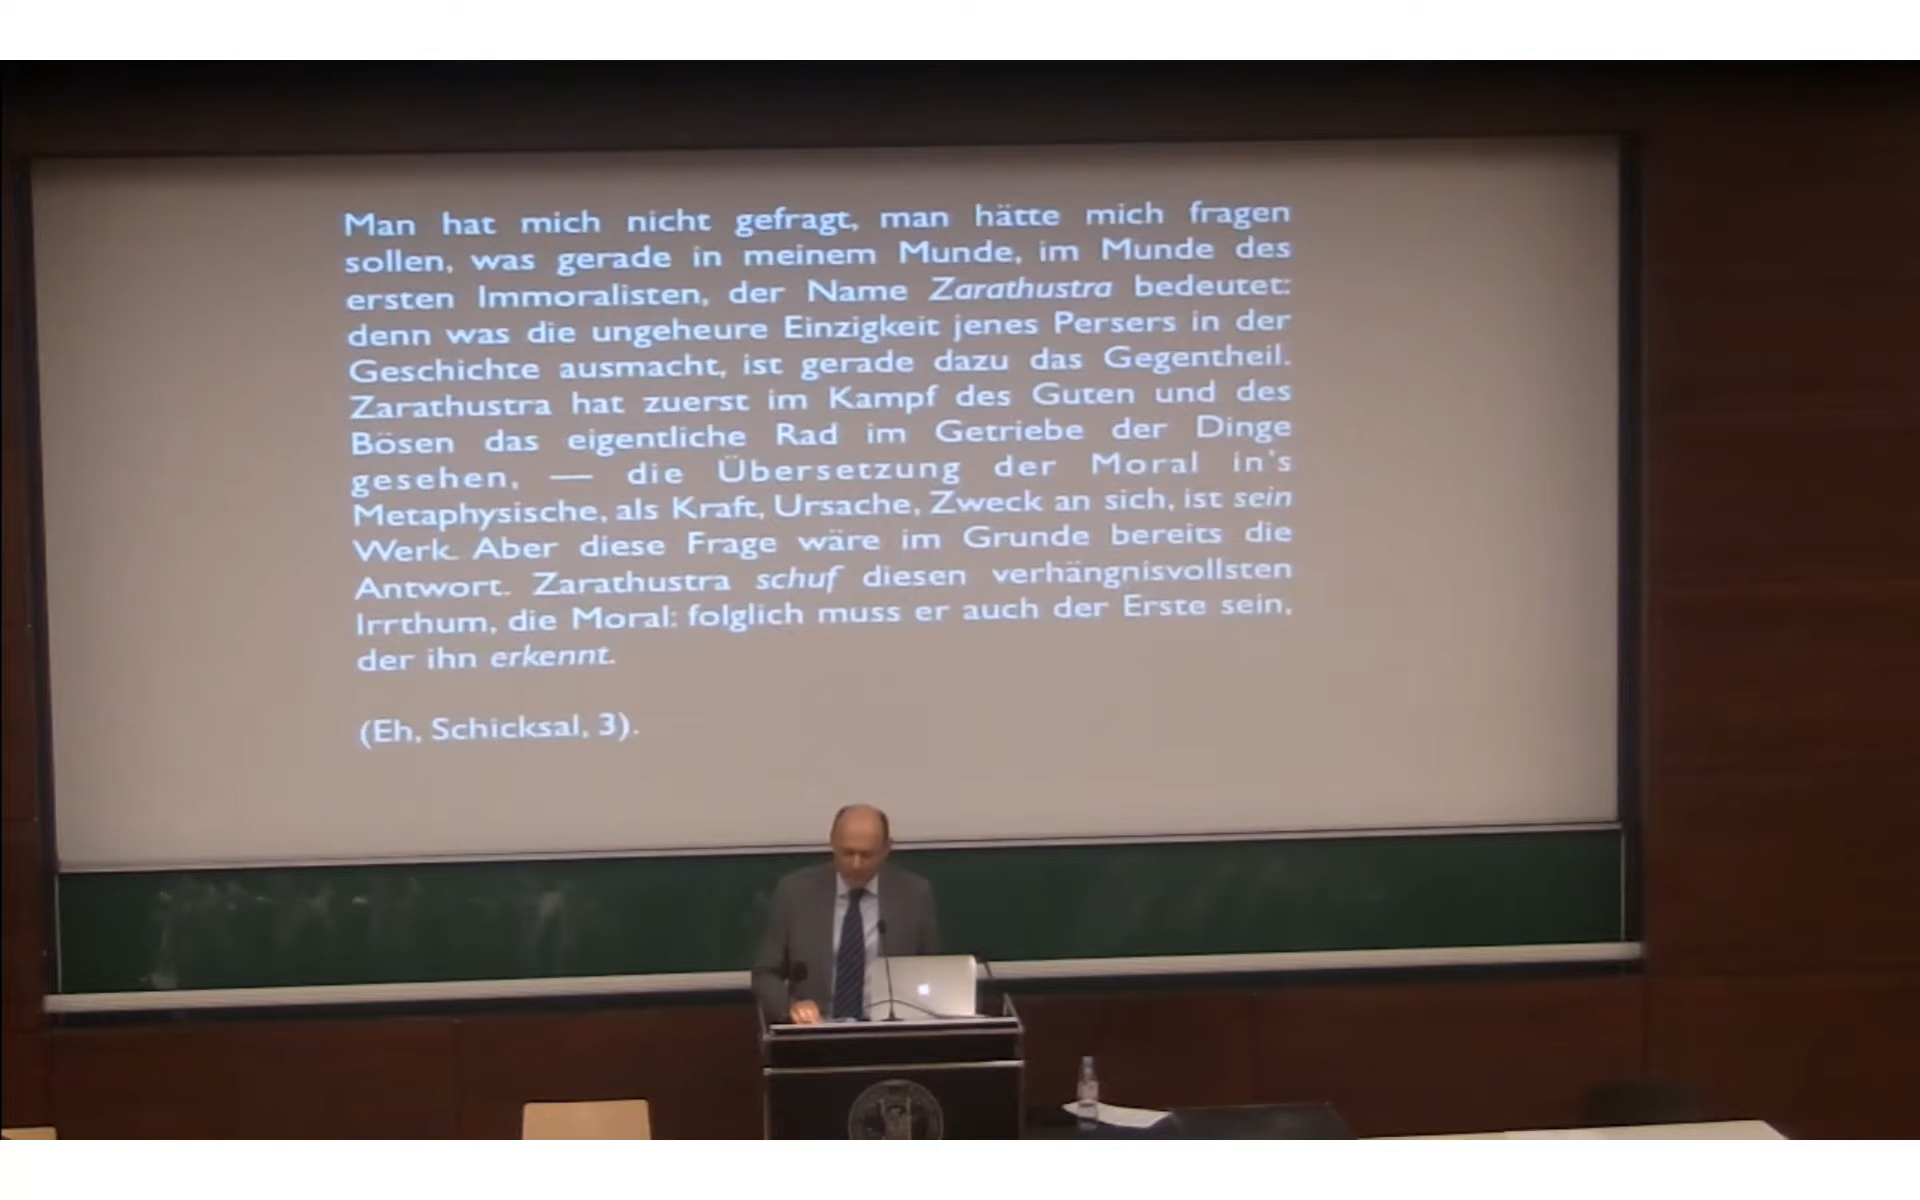 Man hat mich nicht gefragt, man hätte mich fragen
sollen, was gerade in meinem Munde, im Munde des
ersten Immoralisten, der Name Zarathustra bedeutet:
denn was die ungeheure Einzigkeit jenes Persers in der
Geschichte ausmacht, ist gerade dazu das Gegentheil.
Zarathustra hat zuerst im Kampf des Guten und des
Bösen das eigentliche Rad im Getriebe der Dinge
gesehen, — die Übersetzung der Moral in's
Metaphysische, als Kraft, Ursache, Zweck an sich, ist sein
Werk. Aber diese Frage wäre im Grunde bereits die
Antwort. Zarathustra schuf diesen verhängnisvollsten
Irrthum, die Moral: folglich muss er auch der Erste sein,
der ihn erkennt.
(Eh, Schicksal, 3).